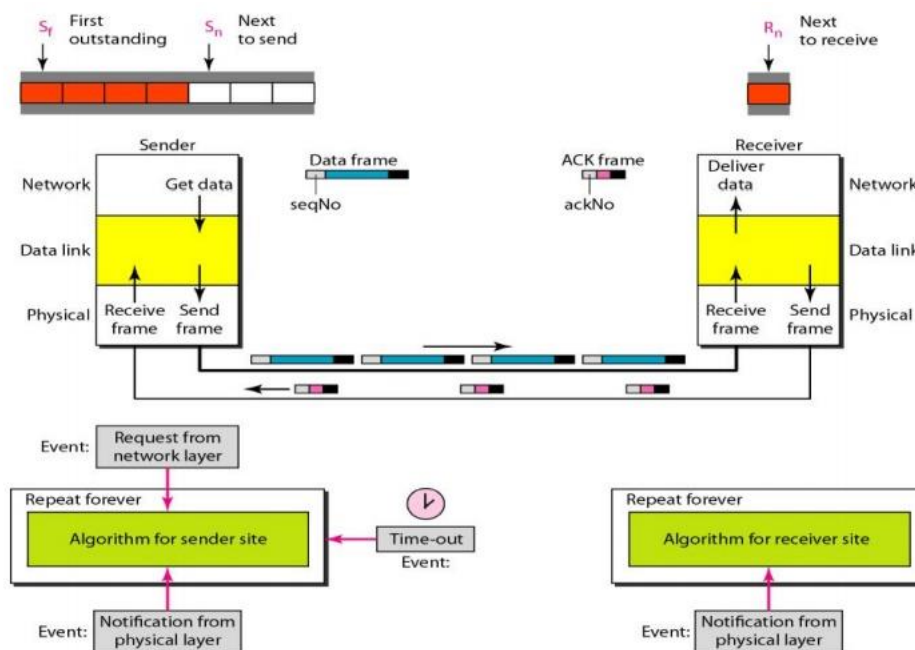 Sf First
outstanding
Sn Next
to send
Rn Next
to receive
Sender
Receiver
Data frame
ACK frame
seqNo
ackNo
Network
Get data
Deliver
data
Network
Data link
Data link
Physical
Receive
frame
Send
frame
Receive
frame
Send
frame
Physical
Event:
Request from
network layer
Repeat forever
Algorithm for sender site
Time-out
Event:
Event:
Notification from
physical layer
Repeat forever
Algorithm for receiver site
Event:
Notification from
physical layer